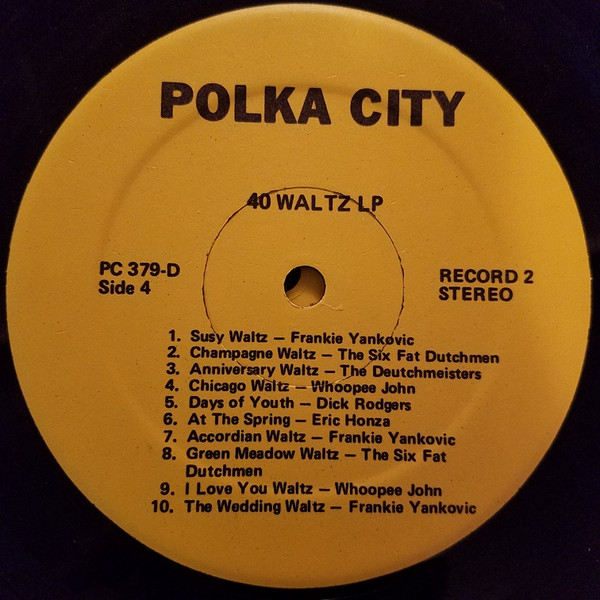 POLKA CITY
40 WALTZ LP
PC 379-D
Side 4
RECORD 2
STEREO
1. Susy Waltz — Frankie Yankovic
2. Champagne Waltz — The Six Fat Dutchmen
3. Anniversary Waltz — The Deutchmeisters
4. Chicago Waltz — Whoopee John
5. Days of Youth — Dick Rodgers
6. At The Spring — Eric Honza
7. Accordian Waltz — Frankie Yankovic
8. Green Meadow Waltz — The Six Fat
Dutchmen
9. I Love You Waltz — Whoopee John
10. The Wedding Waltz — Frankie Yankovic